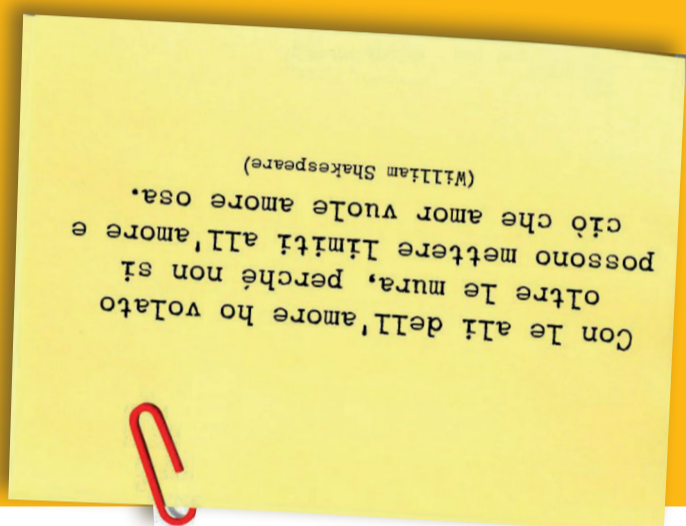 Con le ali dell'amore ho volato
oltre le mura, perché non si
possono mettere limiti all'amore e
ciò che amor vuole amore osa.
(William Shakespeare)